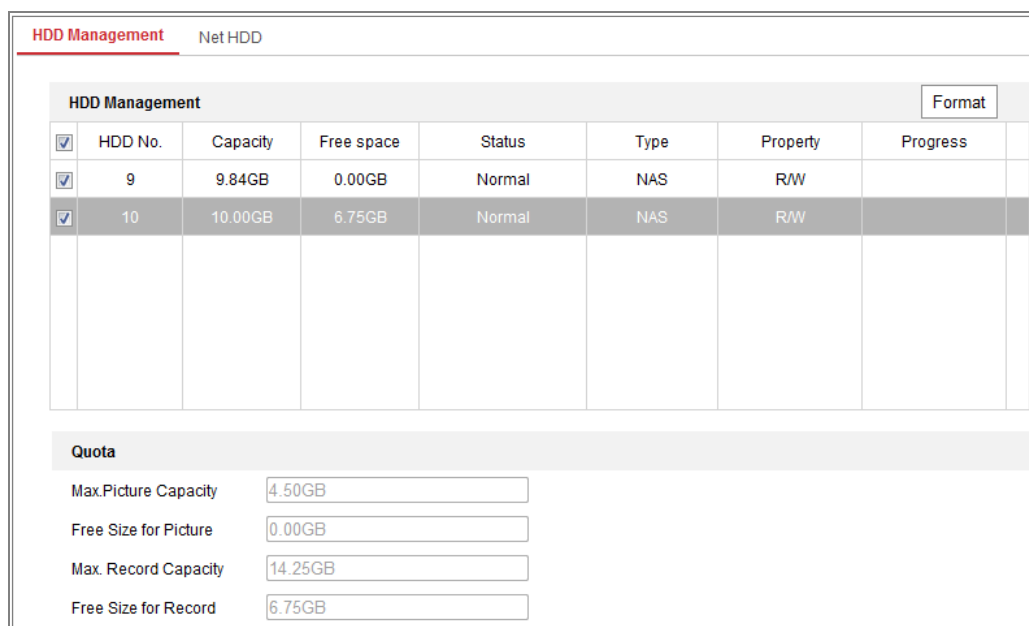 HDD Management Net HDD
HDD Management Format
HDD No. Capacity Free space Status Type Property Progress
9 9.84GB 0.00GB Normal NAS R/W
10 10.00GB 6.75GB Normal NAS R/W
Quota
Max.Picture Capacity 4.50GB
Free Size for Picture 0.00GB
Max. Record Capacity 14.25GB
Free Size for Record 6.75GB